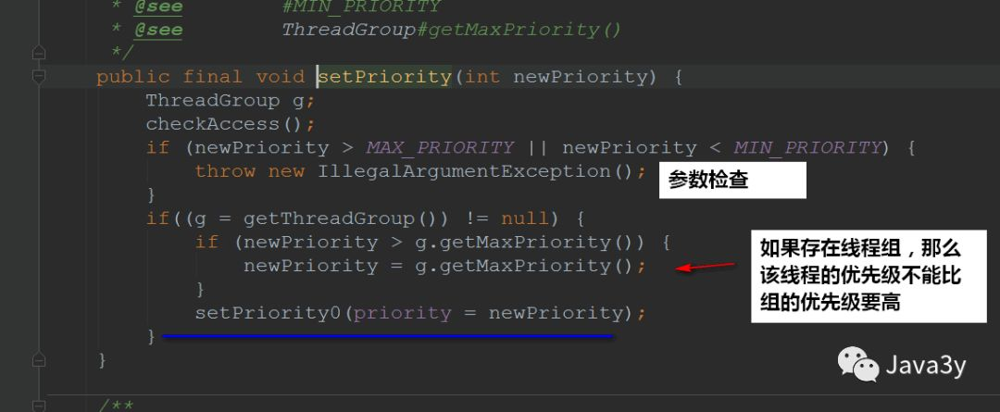 * @see #MIN_PRIORITY
* @see ThreadGroup#getMaxPriority()
*/
public final void setPriority(int newPriority) {
ThreadGroup g;
checkAccess();
if (newPriority > MAX_PRIORITY || newPriority < MIN_PRIORITY) {
throw new IllegalArgumentException();
参数检查
}
if((g = getThreadGroup()) != null) {
if (newPriority > g.getMaxPriority()) {
newPriority = g.getMaxPriority();
}
setPriority0(priority = newPriority);
}
}
如果存在线程组，那么
该线程的优先级不能比
组的优先级要高
Java3y
/**